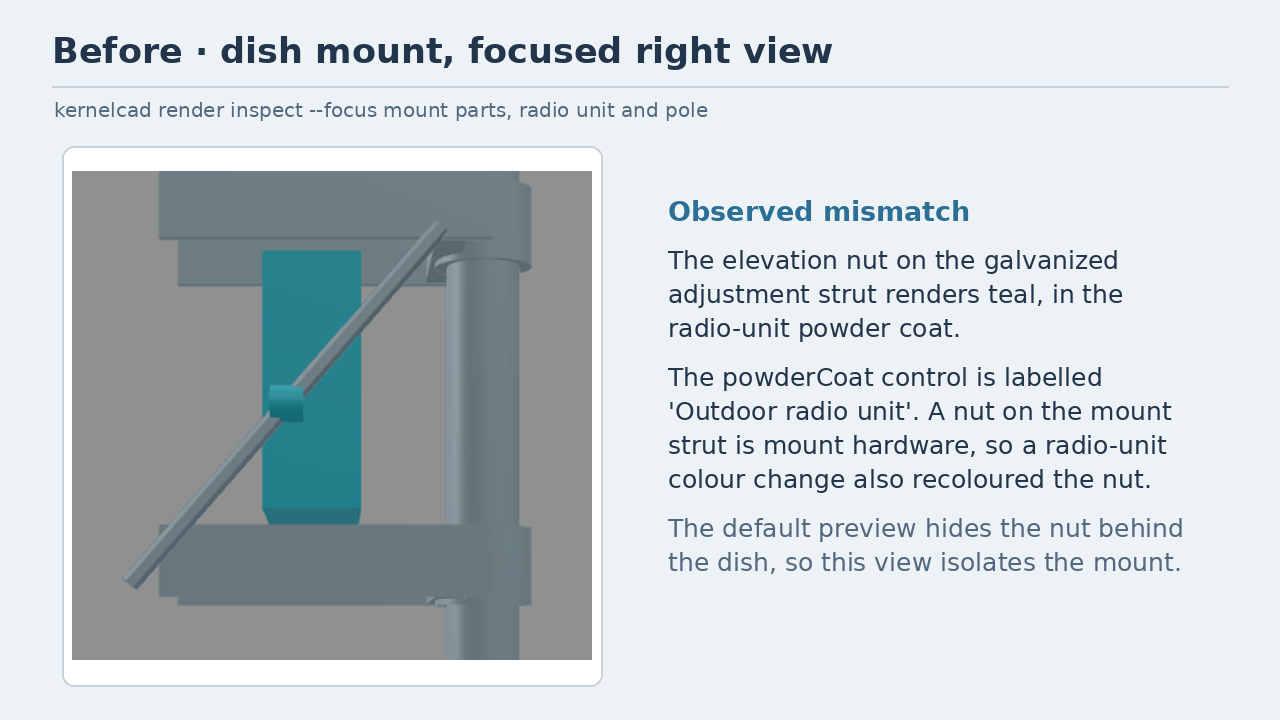 Before · dish mount, focused right view
kernelcad render inspect --focus mount parts, radio unit and pole
Observed mismatch
The elevation nut on the galvanized
adjustment strut renders teal, in the
radio-unit powder coat.
The powderCoat control is labelled
'Outdoor radio unit'. A nut on the mount
strut is mount hardware, so a radio-unit
colour change also recoloured the nut.
The default preview hides the nut behind
the dish, so this view isolates the mount.